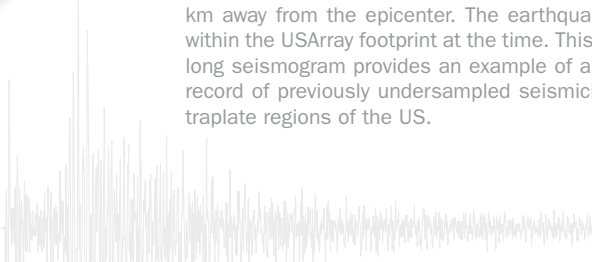 km away from the epicenter. The earthqua
within the USArray footprint at the time. This
long seismogram provides an example of a
record of previously undersampled seismici
traplate regions of the US.